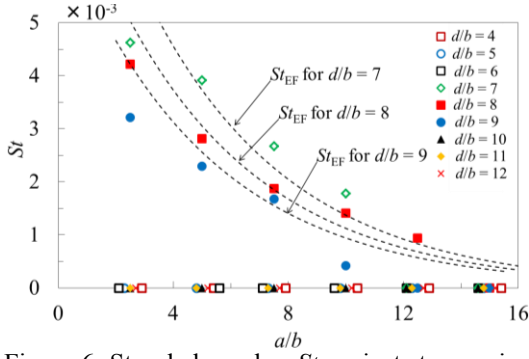 5
× 10⁻³
4
3
2
1
0
St
0
4
8
12
16
a/b
St_EF for d/b = 7
St_EF for d/b = 8
St_EF for d/b = 9
d/b = 4
d/b = 5
d/b = 6
d/b = 7
d/b = 8
d/b = 9
d/b = 10
d/b = 11
d/b = 12